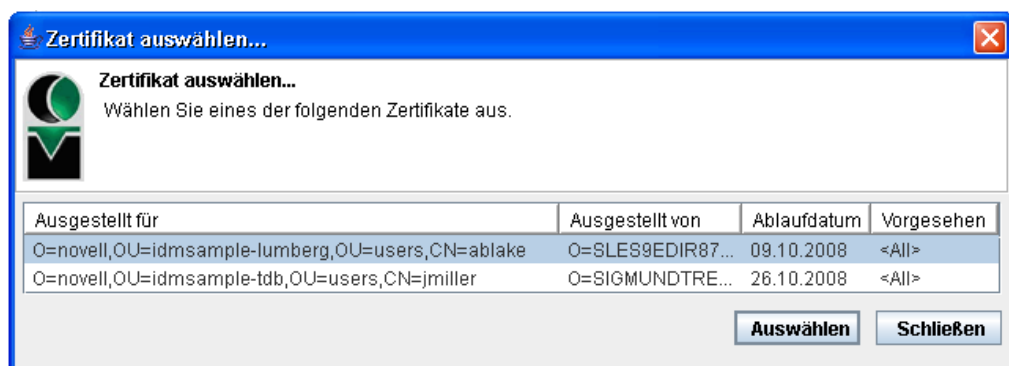 Zertifikat auswählen...
Zertifikat auswählen...
Wählen Sie eines der folgenden Zertifikate aus.
Ausgestellt für Ausgestellt von Ablaufdatum Vorgesehen
O=novell,OU=idmsample-lumberg,OU=users,CN=ablake O=SLES9EDIR87... 09.10.2008 <All>
O=novell,OU=idmsample-tdb,OU=users,CN=jmiller O=SIGMUNDTRE... 26.10.2008 <All>
Auswählen Schließen